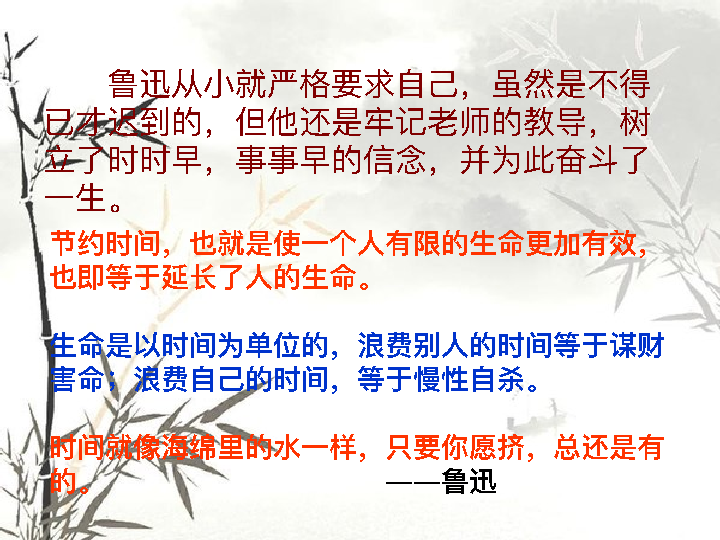 鲁迅从小就严格要求自己，虽然是不得
已才迟到的，但他还是牢记老师的教导，树
立了时时早，事事早的信念，并为此奋斗了
一生。
节约时间，也就是使一个人有限的生命更加有效，
也即等于延长了人的生命。
生命是以时间为单位的，浪费别人的时间等于谋财
害命；浪费自己的时间，等于慢性自杀。
时间就像海绵里的水一样，只要你愿挤，总还是有
的。 ——鲁迅